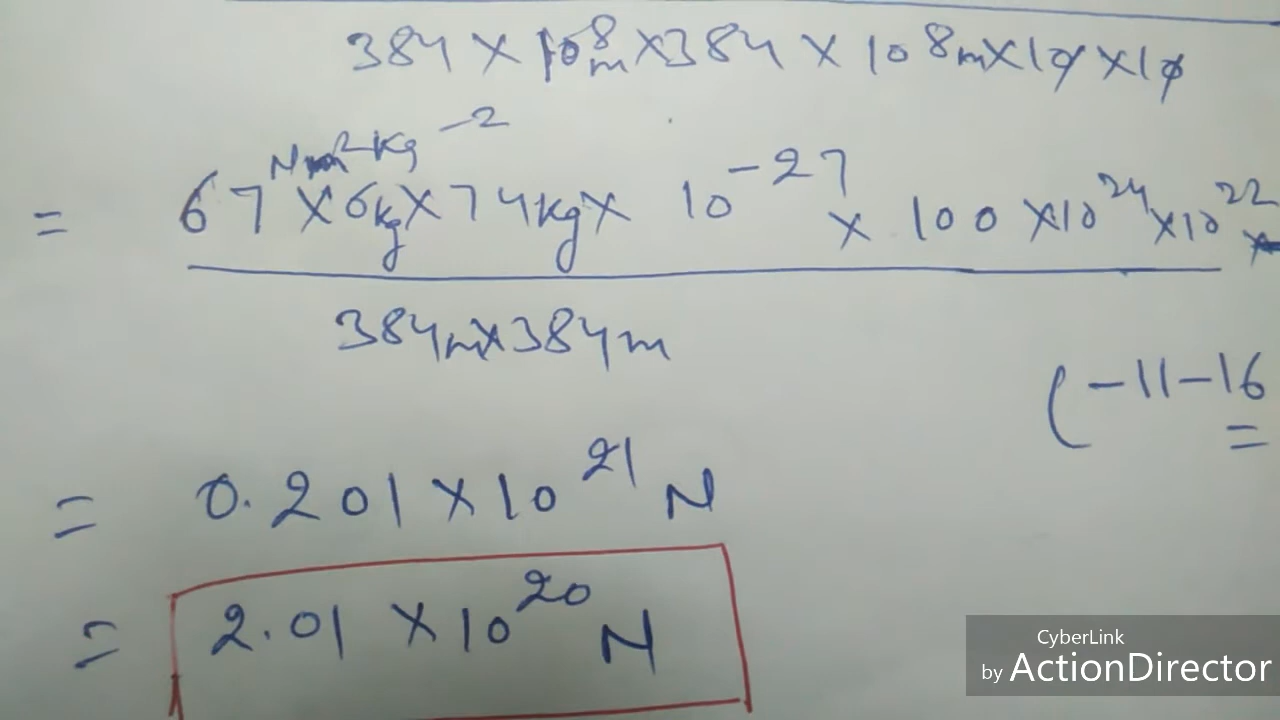 384 × 10⁸m × 384 × 10⁸m × 10 × 10
Nm²kg⁻²
= 67 × 6kg × 74kg × 10⁻²⁷ × 100 × 10²⁴ × 10²² ×
384m × 384m
(-11-16
=
= 0.201 × 10²¹ N
= 2.01 × 10²⁰ N
CyberLink
by ActionDirector